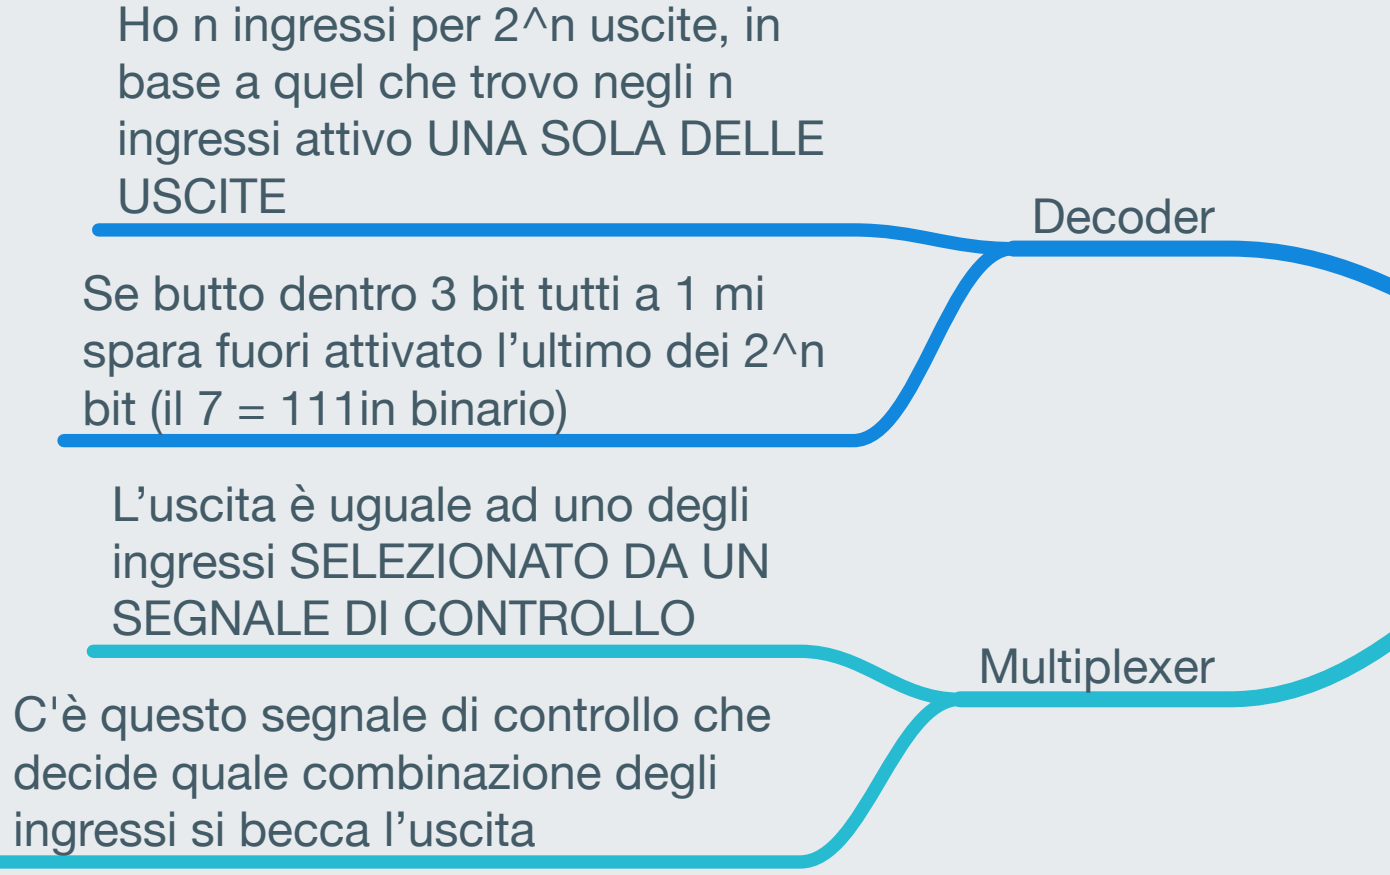 Ho n ingressi per 2^n uscite, in
base a quel che trovo negli n
ingressi attivo UNA SOLA DELLE
USCITE
Decoder
Se butto dentro 3 bit tutti a 1 mi
spara fuori attivato l’ultimo dei 2^n
bit (il 7 = 111in binario)
L’uscita è uguale ad uno degli
ingressi SELEZIONATO DA UN
SEGNALE DI CONTROLLO
Multiplexer
C'è questo segnale di controllo che
decide quale combinazione degli
ingressi si becca l’uscita